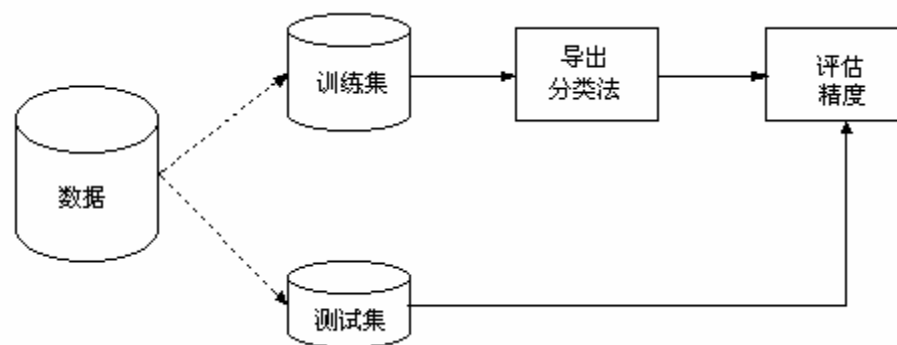 训练集
导出
分类法
评估
精度
数据
测试集